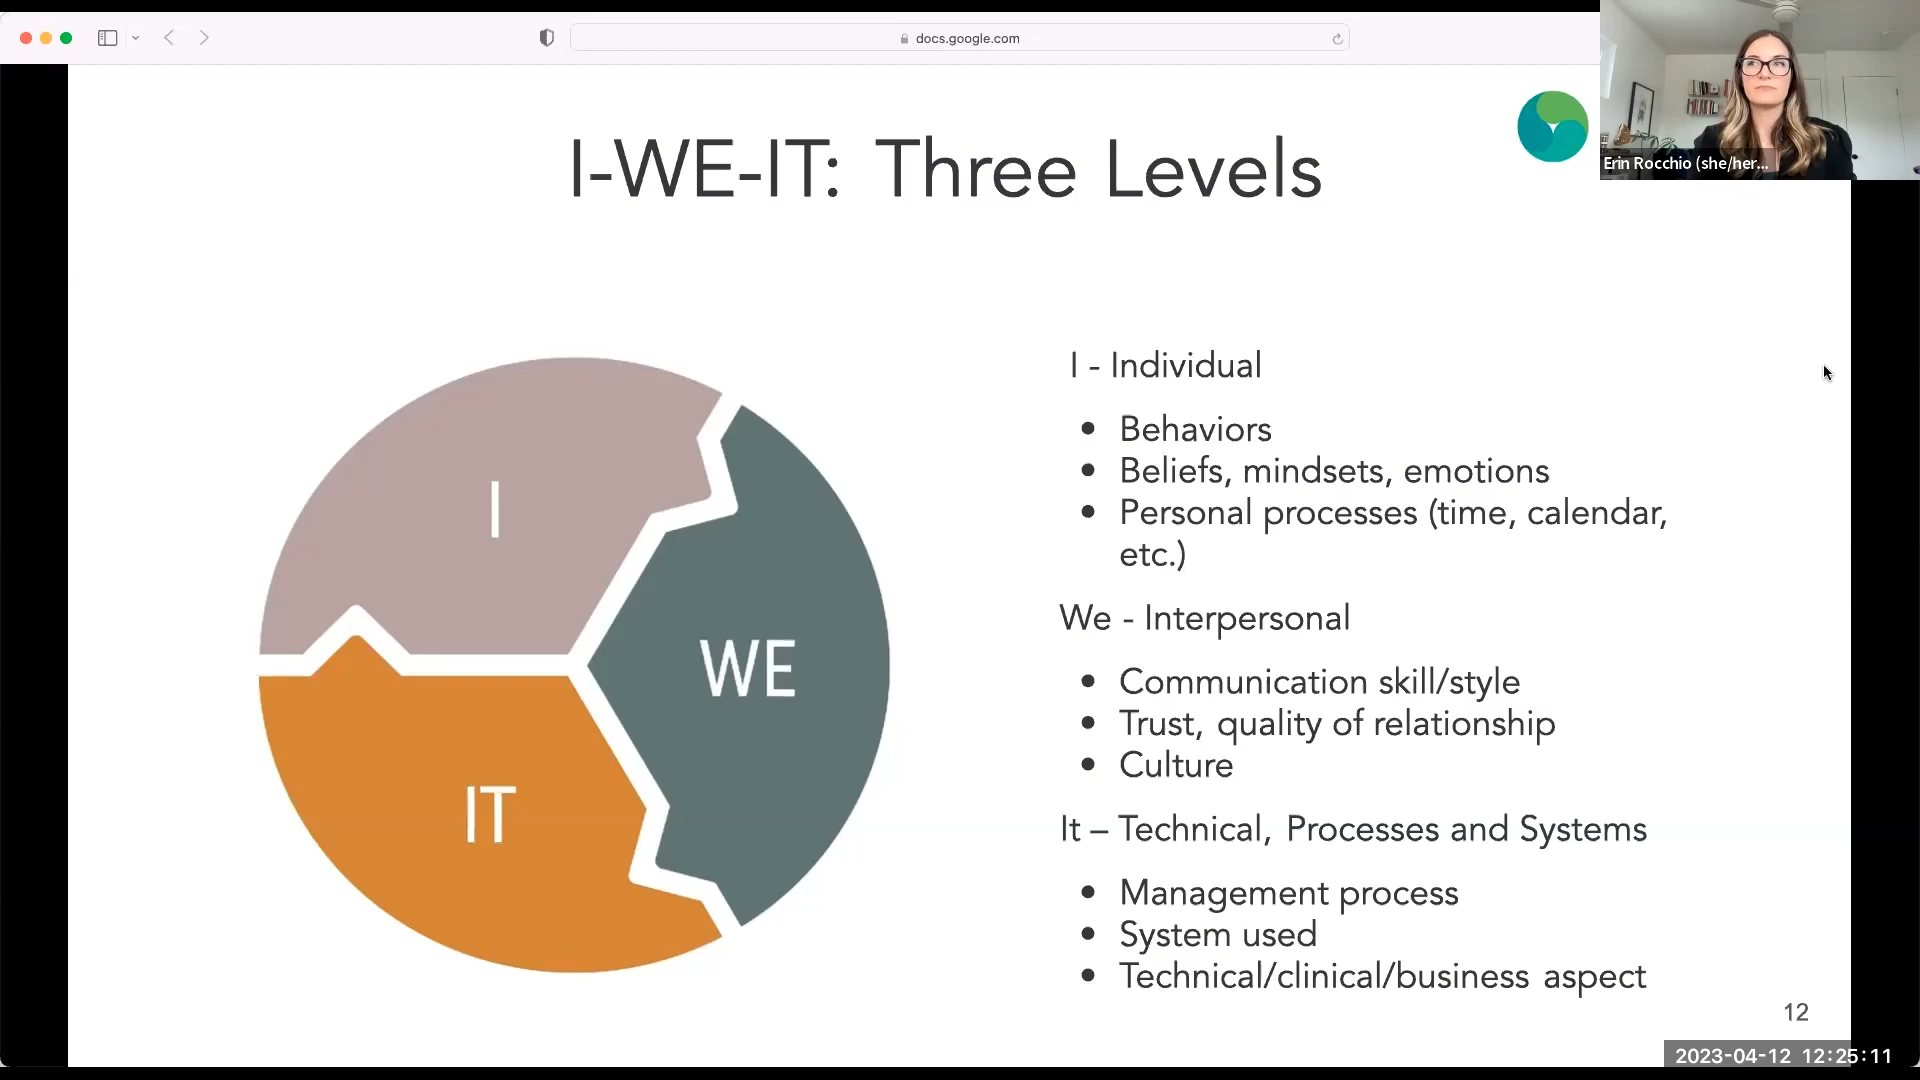 docs.google.com
Erin Rocchio (she/her...
I-WE-IT: Three Levels
I
WE
IT
I - Individual
• Behaviors
• Beliefs, mindsets, emotions
• Personal processes (time, calendar,
etc.)
We - Interpersonal
• Communication skill/style
• Trust, quality of relationship
• Culture
It – Technical, Processes and Systems
• Management process
• System used
• Technical/clinical/business aspect
12
2023-04-12 12:25:11